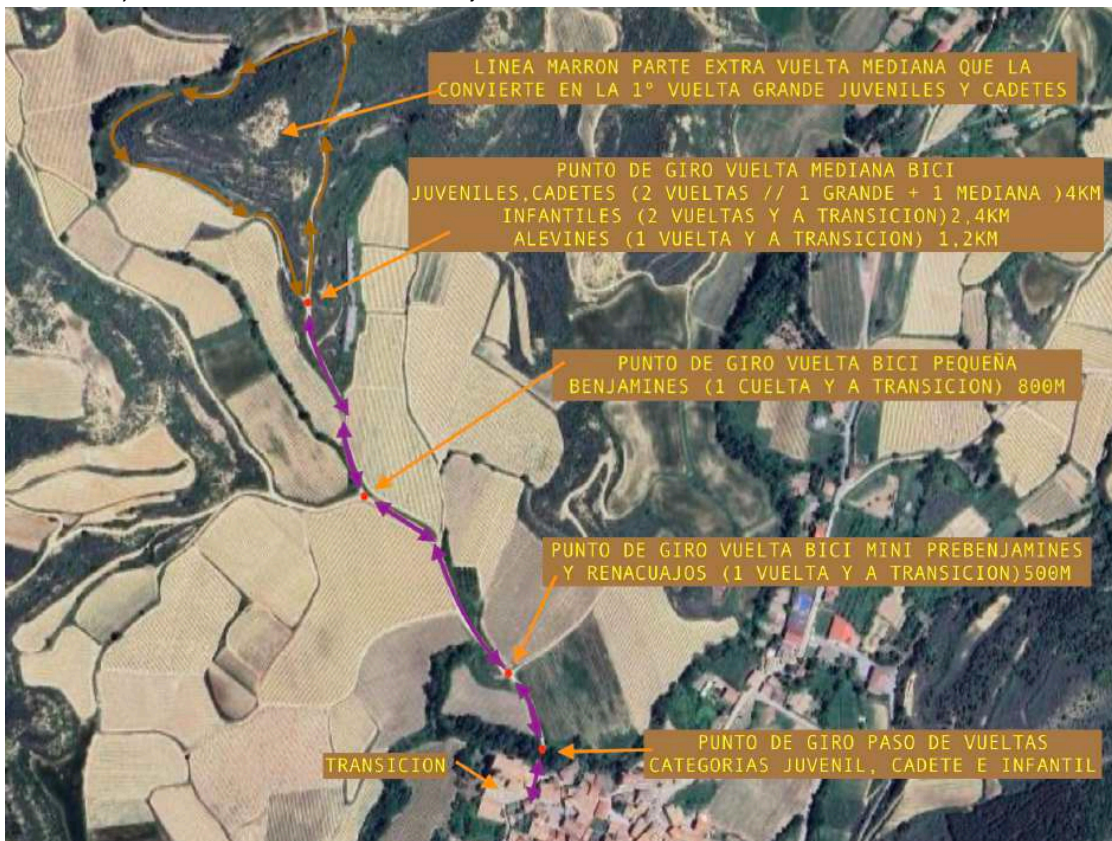 LINEA MARRON PARTE EXTRA VUELTA MEDIANA QUE LA
CONVIERTE EN LA 1º VUELTA GRANDE JUVENILES Y CADETES
PUNTO DE GIRO VUELTA MEDIANA BICI
JUVENILES,CADETES (2 VUELTAS // 1 GRANDE + 1 MEDIANA )4KM
INFANTILES (2 VUELTAS Y A TRANSICION)2,4KM
ALEVINES (1 VUELTA Y A TRANSICION) 1,2KM
PUNTO DE GIRO VUELTA BICI PEQUEÑA
BENJAMINES (1 CUELTA Y A TRANSICION) 800M
PUNTO DE GIRO VUELTA BICI MINI PREBENJAMINES
Y RENACUAJOS (1 VUELTA Y A TRANSICION)500M
PUNTO DE GIRO PASO DE VUELTAS
CATEGORIAS JUVENIL, CADETE E INFANTIL
TRANSICION